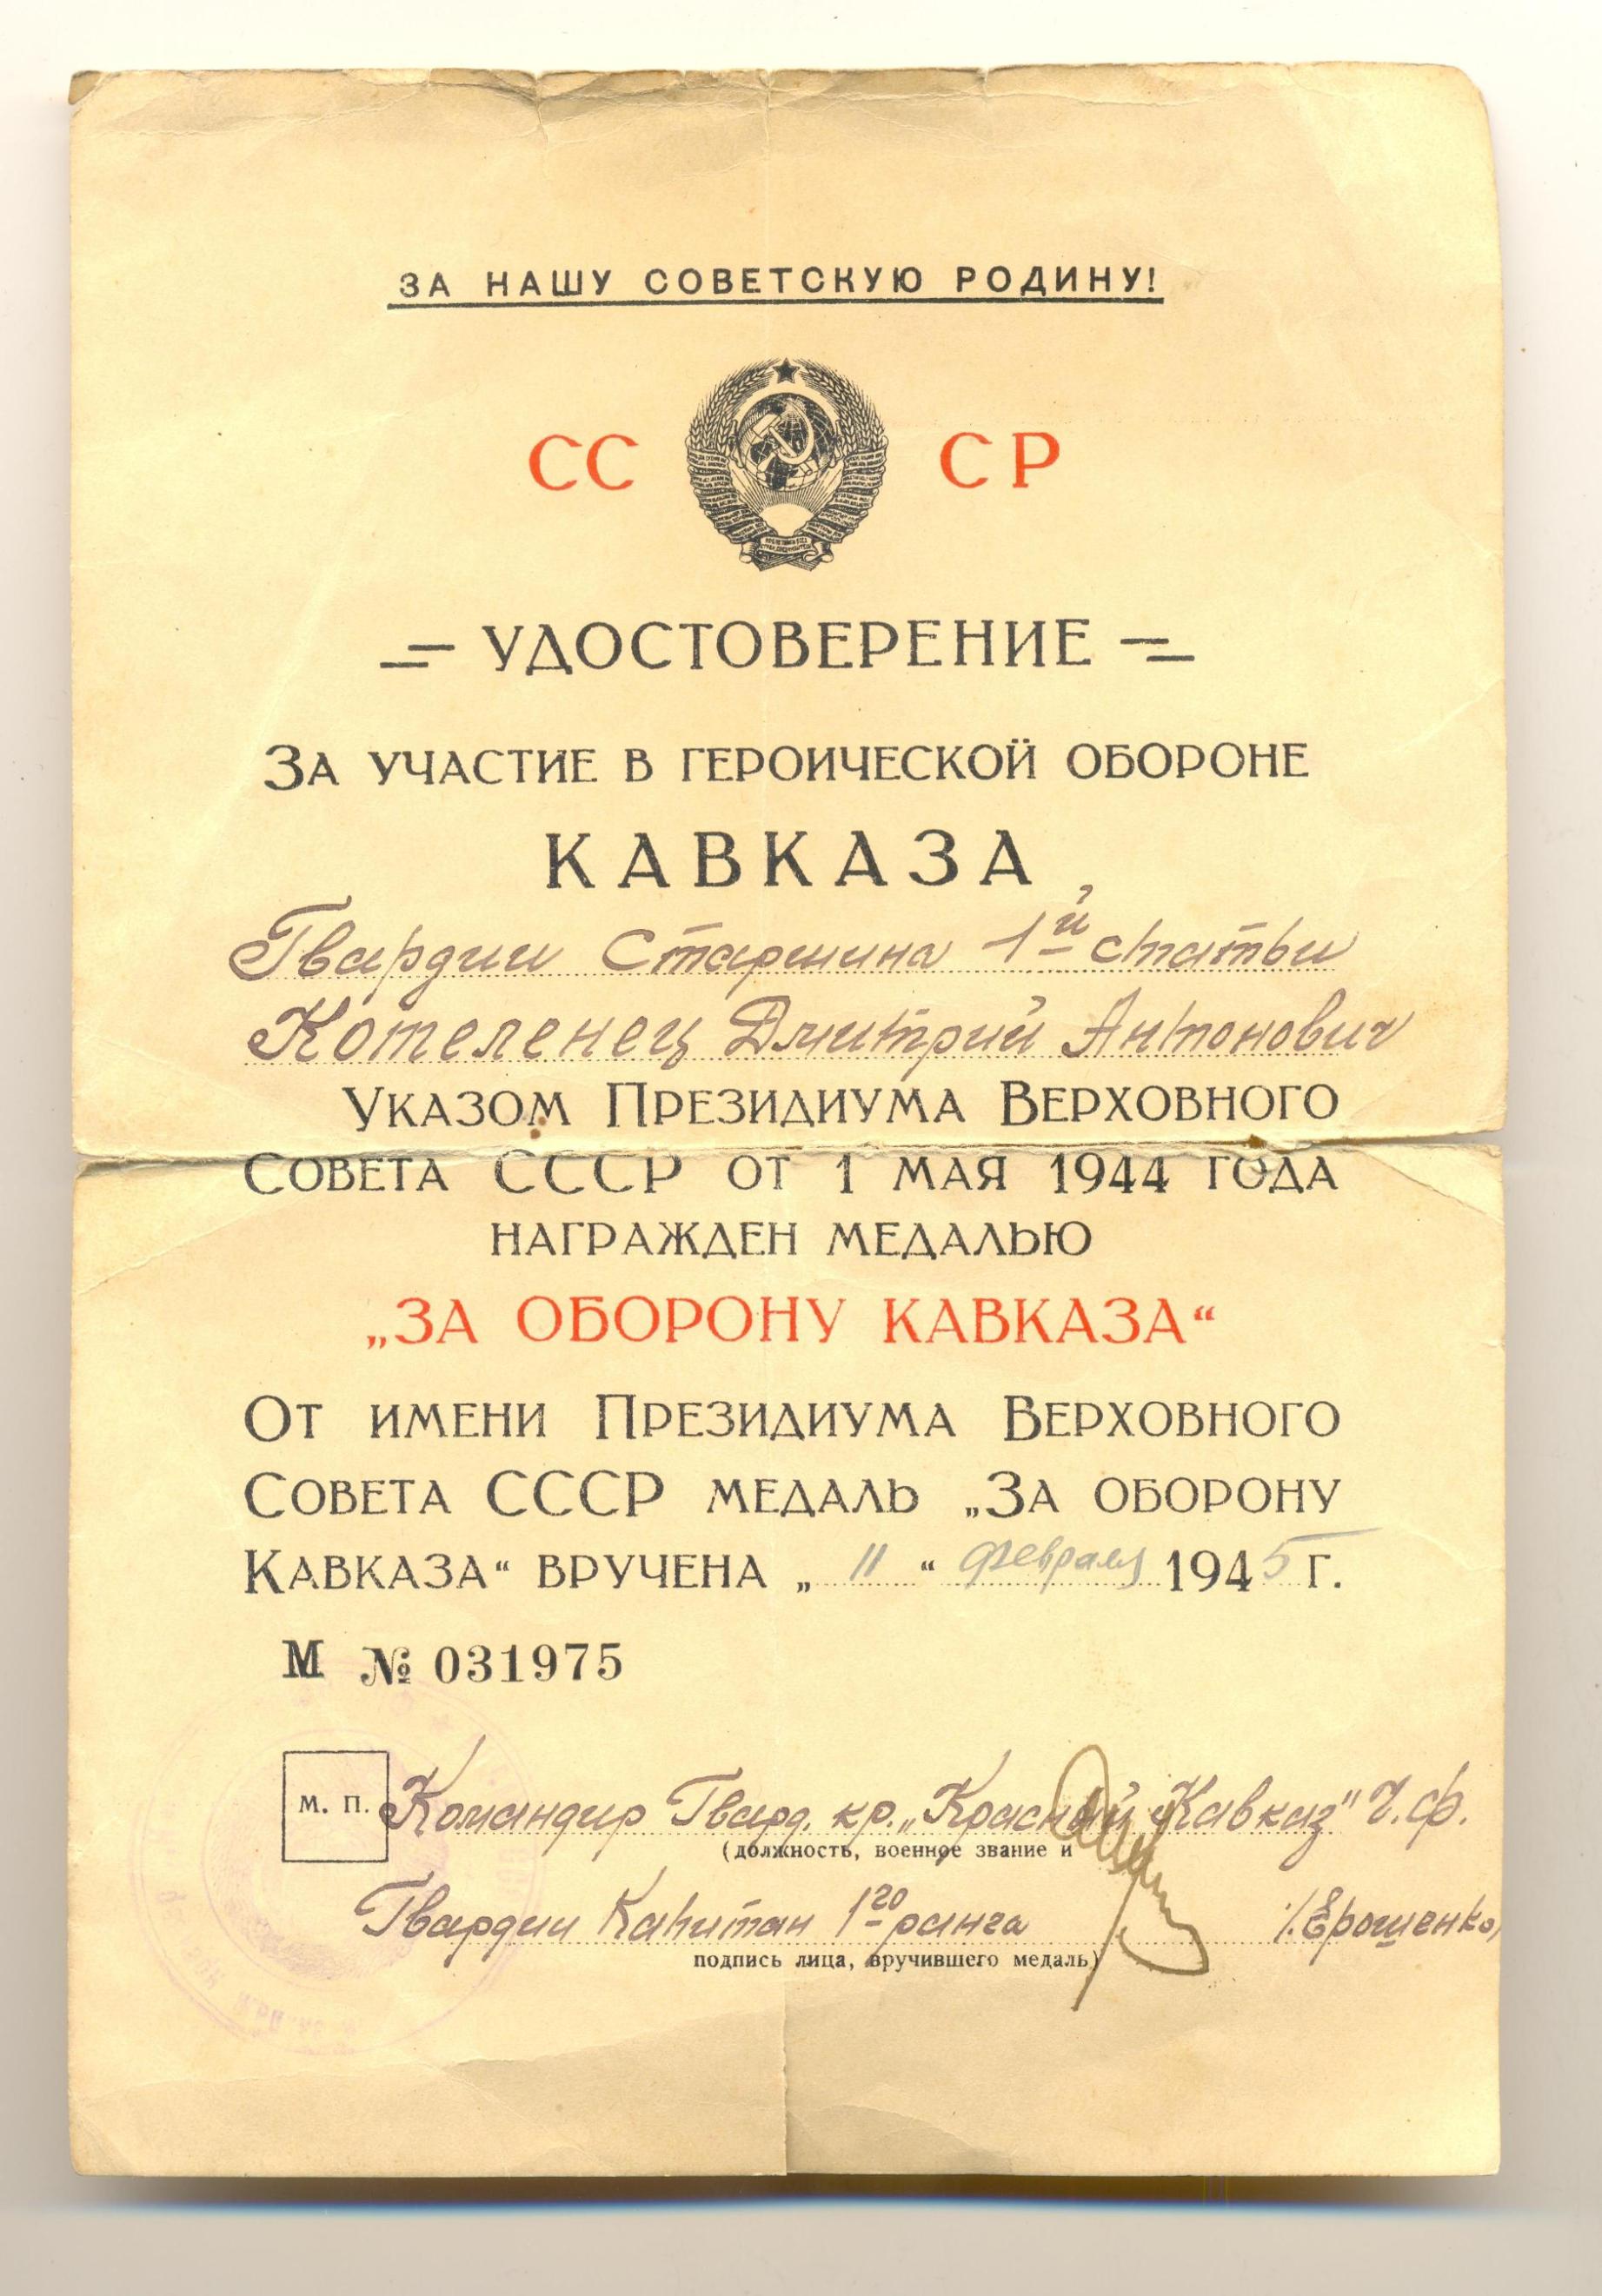 ЗА НАШУ СОВЕТСКУЮ РОДИНУ!
СС СР
УДОСТОВЕРЕНИЕ
ЗА УЧАСТИЕ В ГЕРОИЧЕСКОЙ ОБОРОНЕ
КАВКАЗА
Гвардии Старшина 1й статьи
Котеленец Дмитрий Антонович
УКАЗОМ ПРЕЗИДИУМА ВЕРХОВНОГО
СОВЕТА СССР ОТ 1 МАЯ 1944 ГОДА
НАГРАЖДЕН МЕДАЛЬЮ
„ЗА ОБОРОНУ КАВКАЗА“
ОТ ИМЕНИ ПРЕЗИДИУМА ВЕРХОВНОГО
СОВЕТА СССР МЕДАЛЬ „ЗА ОБОРОНУ
КАВКАЗА“ ВРУЧЕНА „ 11 “ февраля 1945 Г.
М № 031975
М. П. Командир Гвард. кр. „Красный Кавказ" Ч.Ф.
(должность, военное звание и
Гвардии Капитан 1го ранга /Ерошенко/
подпись лица, вручившего медаль)